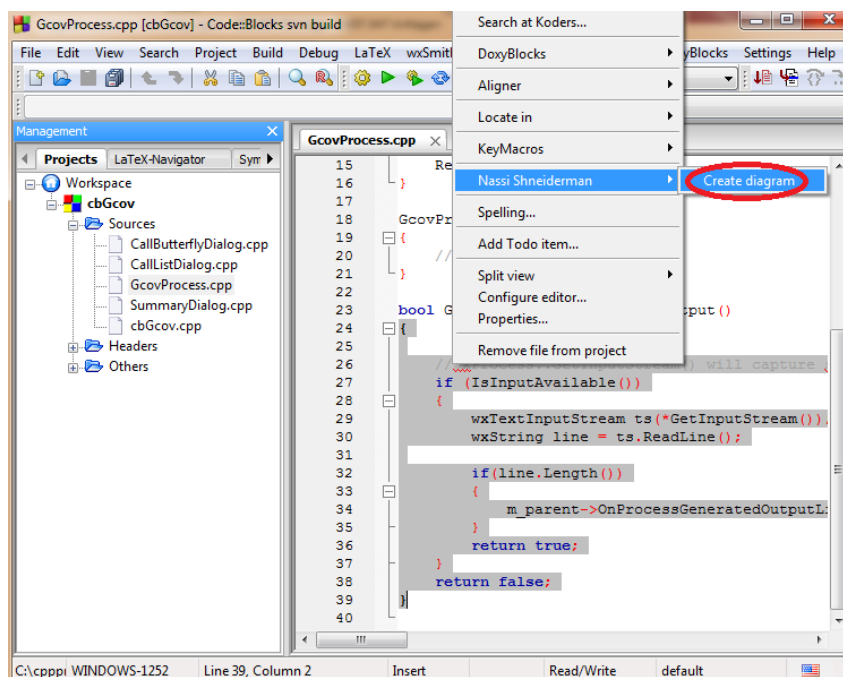 GcovProcess.cpp [cbGcov] - Code::Blocks svn build
File Edit View Search Project Build Debug LaTeX wxSmit yBlocks Settings Help
Management
Projects LaTeX-Navigator Sym
Workspace
cbGcov
Sources
CallButterflyDialog.cpp
CallListDialog.cpp
GcovProcess.cpp
SummaryDialog.cpp
cbGcov.cpp
Headers
Others
GcovProcess.cpp
Search at Koders...
DoxyBlocks
Aligner
Locate in
KeyMacros
Nassi Shneiderman
Create diagram
Spelling...
Add Todo item...
Split view
Configure editor...
Properties...
Remove file from project
15 Re
16 }
17
18 GcovPr
19 {
20 //
21 }
22
23 bool G put()
24 {
25
26 // will capture
27 if (IsInputAvailable())
28 {
29 wxTextInputStream ts(*GetInputStream())
30 wxString line = ts.ReadLine();
31
32 if(line.Length())
33 {
34 m_parent->OnProcessGeneratedOutputL
35 }
36 return true;
37 }
38 return false;
39 }
40
C:\cpppr WINDOWS-1252 Line 39, Column 2 Insert Read/Write default